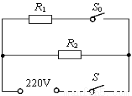 R₁ S₀
R₂
220V S